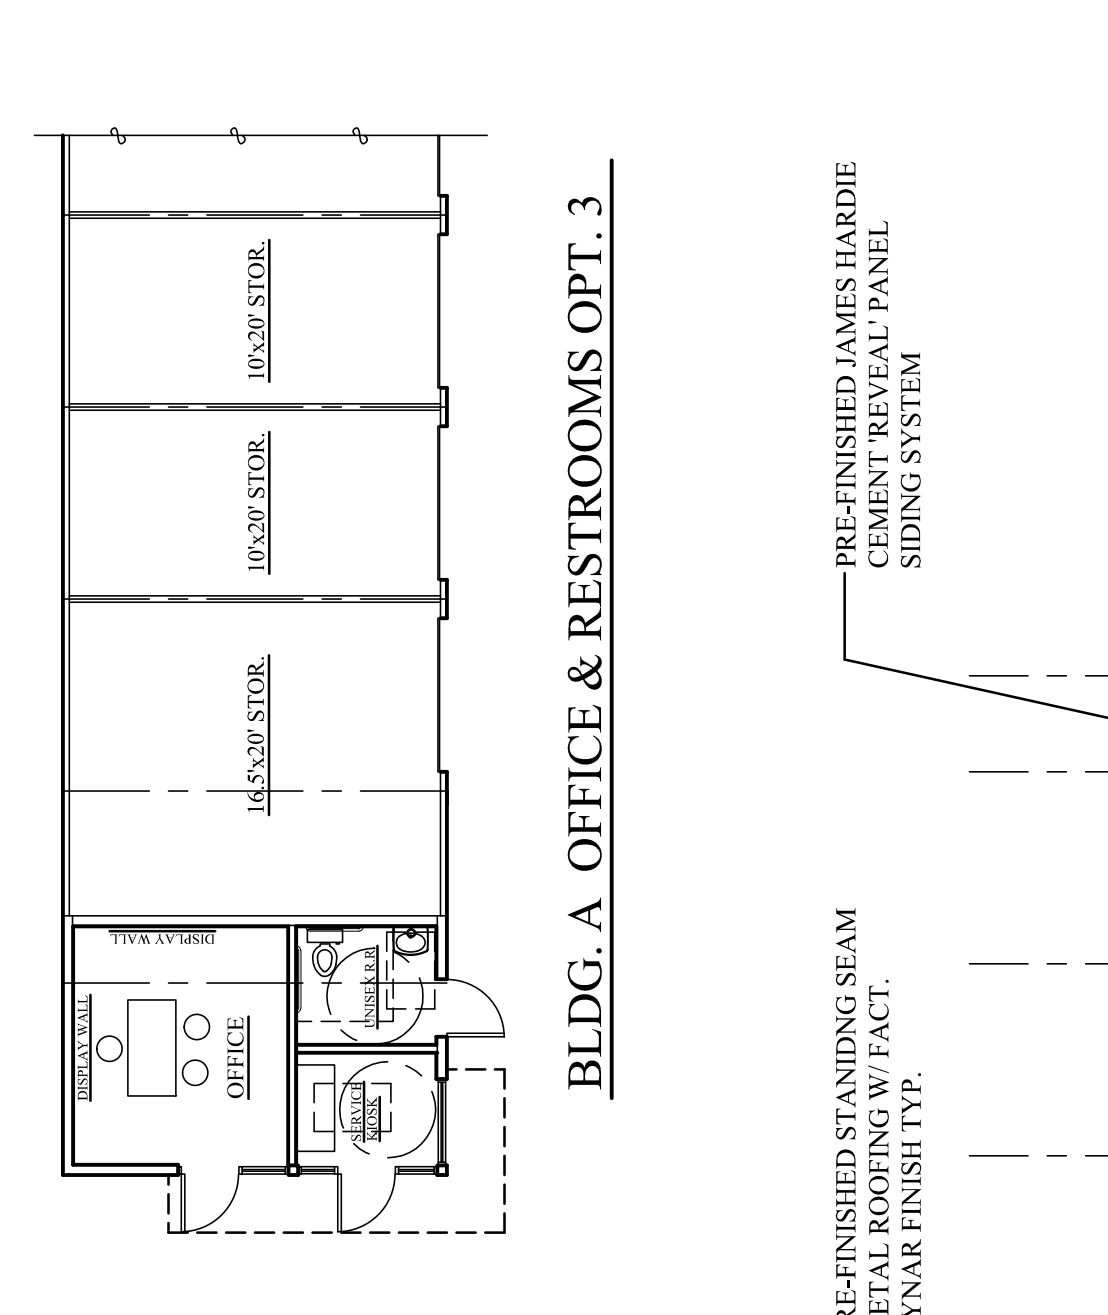 10'x20' STOR.
10'x20' STOR.
16.5'x20' STOR.
DISPLAY WALL
DISPLAY WALL
OFFICE
UNISEX R.R.
SERVICE
KIOSK
BLDG. A OFFICE & RESTROOMS OPT. 3
PRE-FINISHED JAMES HARDIE
CEMENT 'REVEAL' PANEL
SIDING SYSTEM
RE-FINISHED STANIDNG SEAM
ETAL ROOFING W/ FACT.
YNAR FINISH TYP.